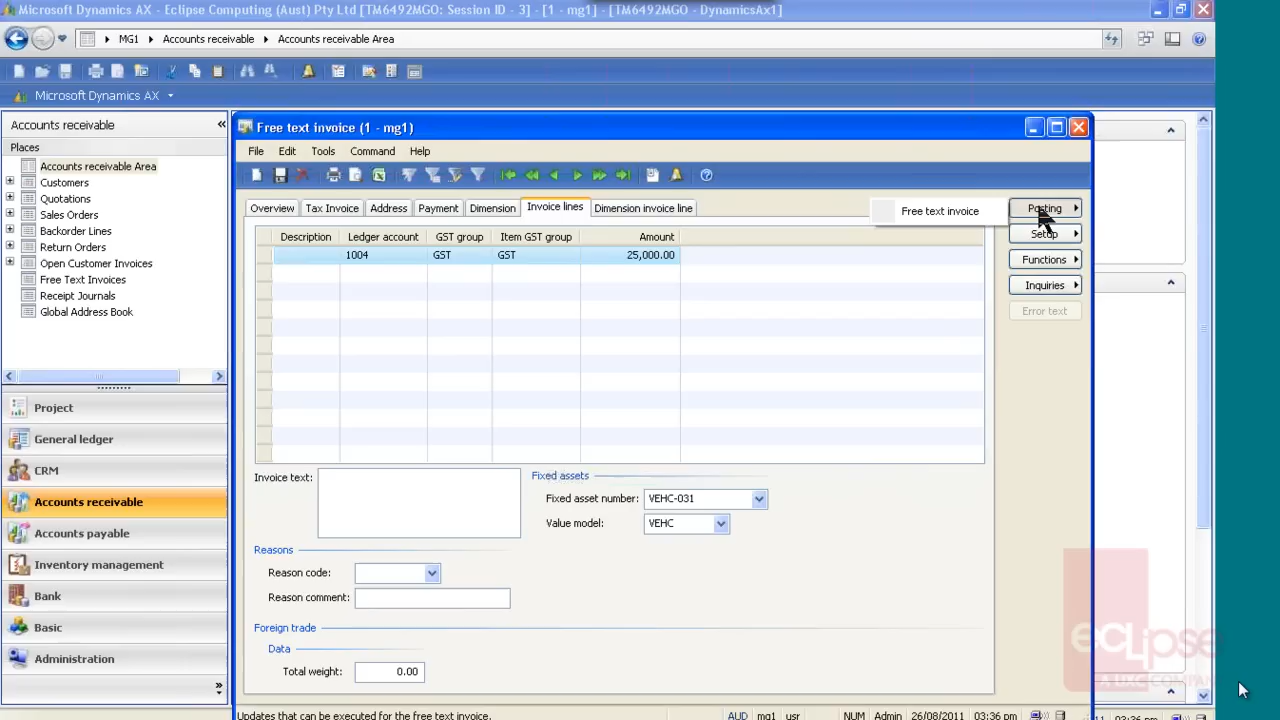 Microsoft Dynamics AX - Eclipse Computing (Aust) Pty Ltd [TM6492MGO: Session ID - 3] - [1 - mg1] - [TM6492MGO - DynamicsAx1]
MG1 Accounts receivable Accounts receivable Area
Microsoft Dynamics AX
Accounts receivable
Places
Accounts receivable Area
Customers
Quotations
Sales Orders
Backorder Lines
Return Orders
Open Customer Invoices
Free Text Invoices
Receipt Journals
Global Address Book
Project
General ledger
CRM
Accounts receivable
Accounts payable
Inventory management
Bank
Basic
Administration
Free text invoice (1 - mg1)
File Edit Tools Command Help
Overview Tax Invoice Address Payment Dimension Invoice lines Dimension invoice line
Free text invoice
Posting
Setup
Functions
Inquiries
Error text
Description Ledger account GST group Item GST group Amount
1004 GST GST 25,000.00
Invoice text:
Fixed assets
Fixed asset number: VEHC-031
Value model: VEHC
Reasons
Reason code:
Reason comment:
Foreign trade
Data
Total weight: 0.00
eclipse
Updates that can be executed for the free text invoice.
AUD mg1 usr NUM Admin 26/08/2011 03:36 pm
03:36 pm